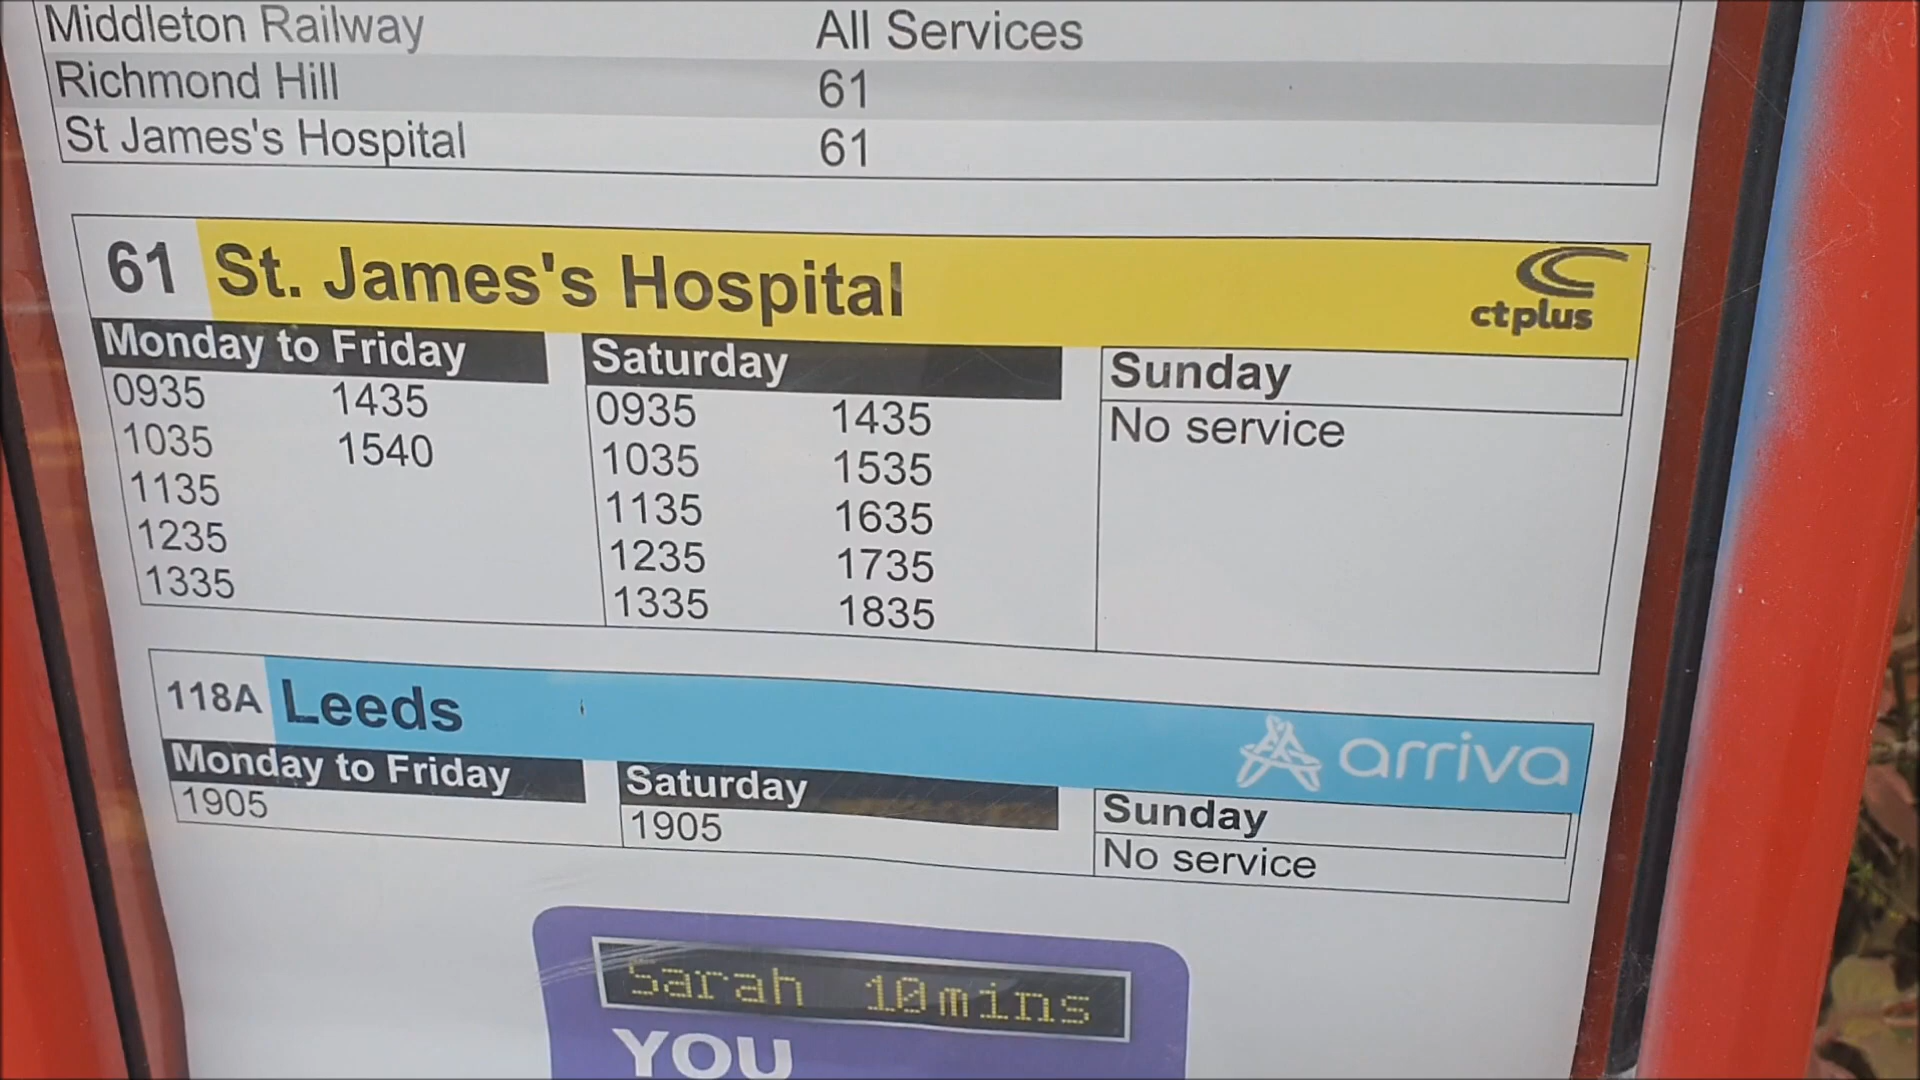 Middleton Railway All Services
Richmond Hill 61
St James's Hospital 61
61 St. James's Hospital ctplus
Monday to Friday Saturday Sunday
0935 1435 0935 1435 No service
1035 1540 1035 1535
1135 1135 1635
1235 1235 1735
1335 1335 1835
118A Leeds arriva
Monday to Friday Saturday Sunday
1905 1905 No service
Sarah 10mins
YOU